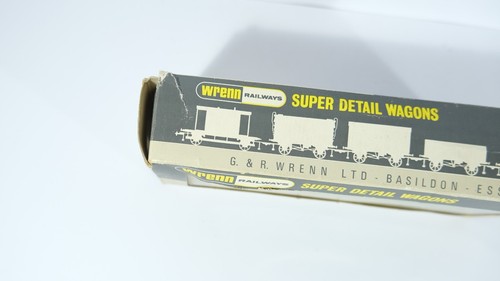 wrenn RAILWAYS SUPER DETAIL WAGONS
G. & R. WRENN LTD - BASILDON - ESS
wrenn RAILWAYS SUPER DETAIL WAGONS